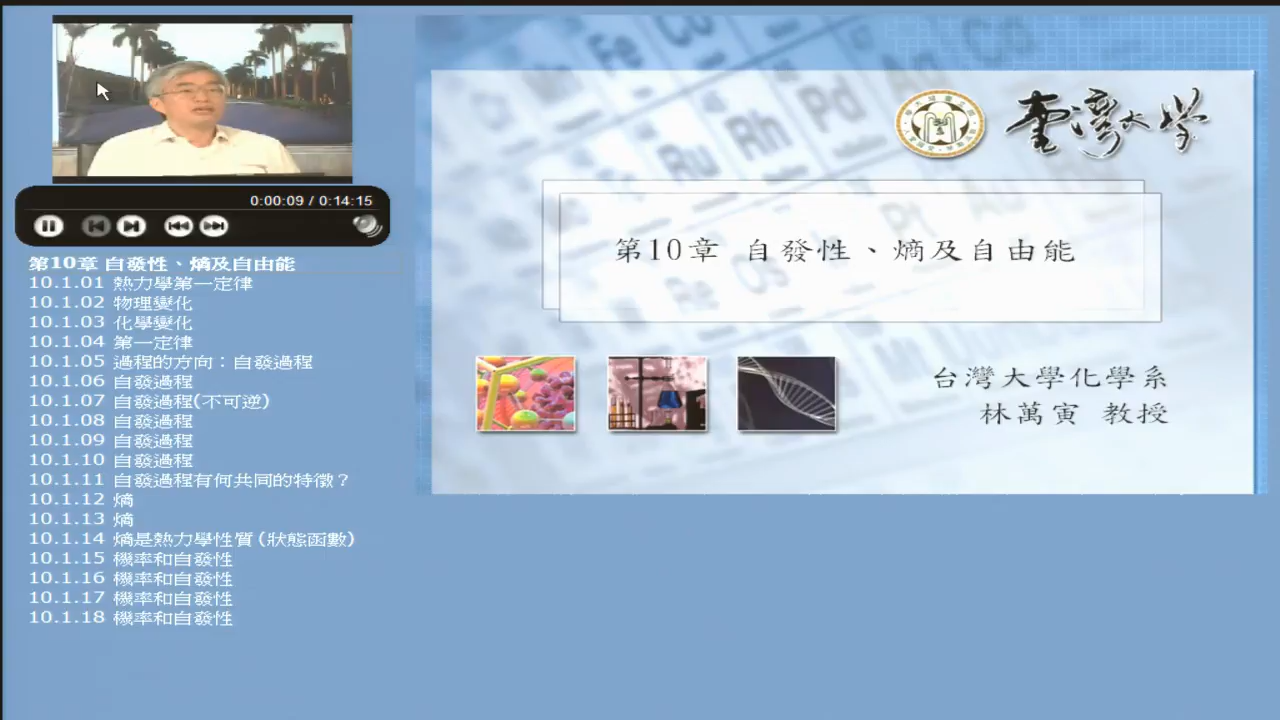 0:00:09 / 0:14:15
第10章 自發性、熵及自由能
10.1.01 熱力學第一定律
10.1.02 物理變化
10.1.03 化學變化
10.1.04 第一定律
10.1.05 過程的方向：自發過程
10.1.06 自發過程
10.1.07 自發過程(不可逆)
10.1.08 自發過程
10.1.09 自發過程
10.1.10 自發過程
10.1.11 自發過程有何共同的特徵？
10.1.12 熵
10.1.13 熵
10.1.14 熵是熱力學性質(狀態函數)
10.1.15 機率和自發性
10.1.16 機率和自發性
10.1.17 機率和自發性
10.1.18 機率和自發性
臺灣大學
第10章 自發性、熵及自由能
台灣大學化學系
林萬寅 教授
Fe
Co
Rh
Pd
Ag
Ru
Re
Os